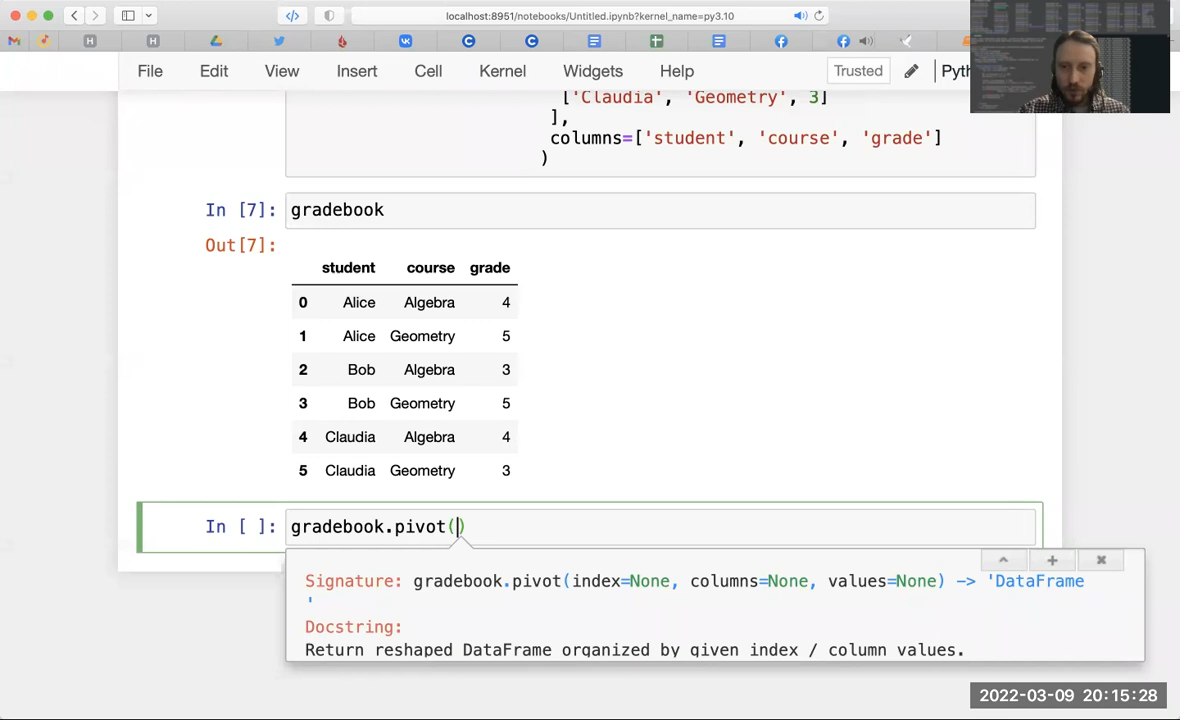 localhost:8951/notebooks/Untitled.ipynb?kernel_name=py3.10
File Edit View Insert Cell Kernel Widgets Help Trusted Pyth
['Claudia', 'Geometry', 3]
],
columns=['student', 'course', 'grade']
)
In [7]: gradebook
Out[7]:
student course grade
0 Alice Algebra 4
1 Alice Geometry 5
2 Bob Algebra 3
3 Bob Geometry 5
4 Claudia Algebra 4
5 Claudia Geometry 3
In [ ]: gradebook.pivot()
Signature: gradebook.pivot(index=None, columns=None, values=None) -> 'DataFrame
'
Docstring:
Return reshaped DataFrame organized by given index / column values.
2022-03-09 20:15:28